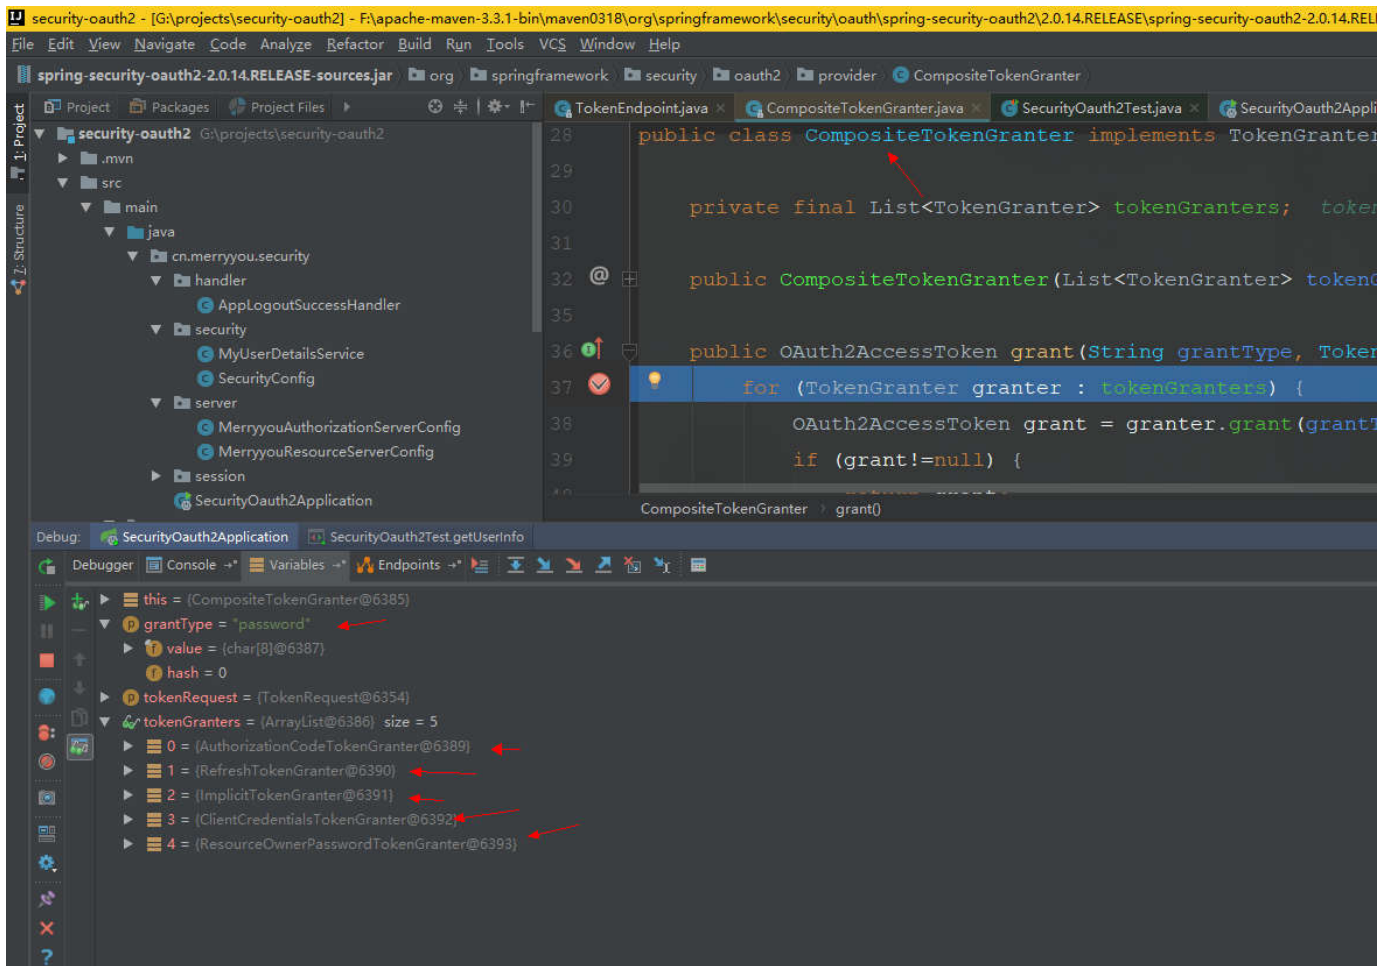 security-oauth2 - [G:\projects\security-oauth2] - F:\apache-maven-3.3.1-bin\maven0318\org\springframework\security\oauth\spring-security-oauth2\2.0.14.RELEASE\spring-security-oauth2-2.0.14.REL
File Edit View Navigate Code Analyze Refactor Build Run Tools VCS Window Help
spring-security-oauth2-2.0.14.RELEASE-sources.jar org springframework security oauth2 provider CompositeTokenGranter
Project Packages Project Files TokenEndpoint.java CompositeTokenGranter.java SecurityOauth2Test.java SecurityOauth2Appli
1: Project
7: Structure
security-oauth2 G:\projects\security-oauth2
.mvn
src
main
java
cn.merryyou.security
handler
AppLogoutSuccessHandler
security
MyUserDetailsService
SecurityConfig
server
MerryyouAuthorizationServerConfig
MerryyouResourceServerConfig
session
SecurityOauth2Application
28 public class CompositeTokenGranter implements TokenGranter
29
30 private final List<TokenGranter> tokenGranters; token
31
32 @ public CompositeTokenGranter(List<TokenGranter> token
35
36 public OAuth2AccessToken grant(String grantType, Token
37 for (TokenGranter granter : tokenGranters) {
38 OAuth2AccessToken grant = granter.grant(grantT
39 if (grant!=null) {
CompositeTokenGranter grant()
Debug: SecurityOauth2Application SecurityOauth2Test.getUserInfo
Debugger Console Variables Endpoints
this = {CompositeTokenGranter@6385}
grantType = "password"
value = {char[8]@6387}
hash = 0
tokenRequest = {TokenRequest@6354}
tokenGranters = {ArrayList@6386} size = 5
0 = {AuthorizationCodeTokenGranter@6389}
1 = {RefreshTokenGranter@6390}
2 = {ImplicitTokenGranter@6391}
3 = {ClientCredentialsTokenGranter@6392}
4 = {ResourceOwnerPasswordTokenGranter@6393}